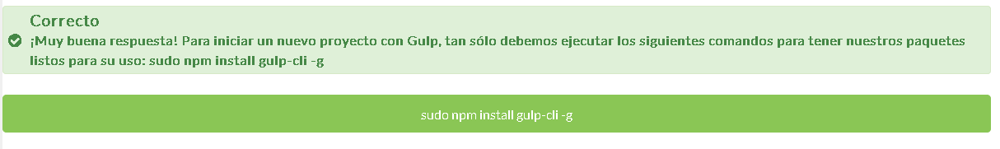 Correcto
¡Muy buena respuesta! Para iniciar un nuevo proyecto con Gulp, tan sólo debemos ejecutar los siguientes comandos para tener nuestros paquetes
listos para su uso: sudo npm install gulp-cli -g
sudo npm install gulp-cli -g